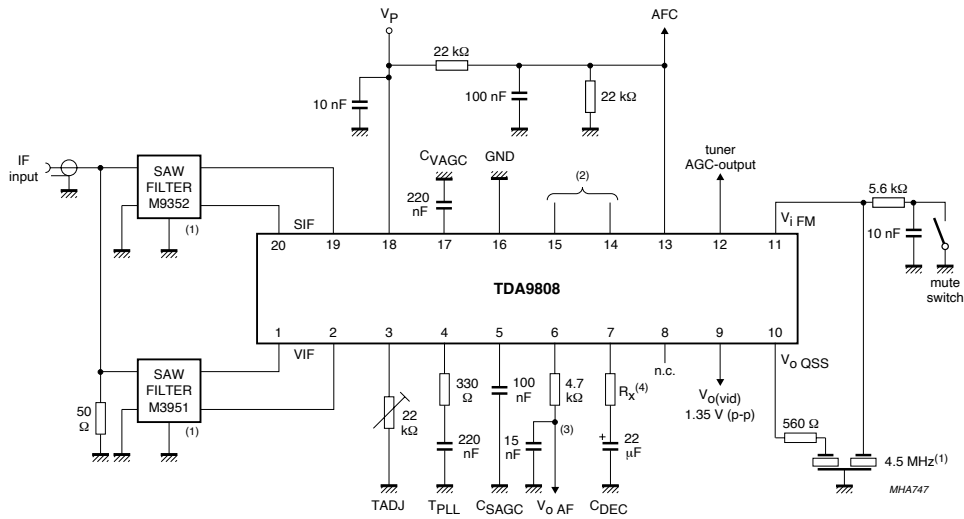 VP
AFC
22 kΩ
10 nF
100 nF
22 kΩ
IF
input
SAW
FILTER
M9352
(1)
CVAGC
220
nF
GND
(2)
tuner
AGC-output
5.6 kΩ
Vi FM
10 nF
mute
switch
SIF
20 19 18 17 16 15 14 13 12 11
TDA9808
1 2 3 4 5 6 7 8 9 10
VIF
SAW
FILTER
M3951
(1)
50
Ω
22
kΩ
330
Ω
220
nF
100
nF
4.7
kΩ
15
nF
(3)
Rx(4)
+
22
μF
n.c.
Vo(vid)
1.35 V (p-p)
Vo QSS
560 Ω
4.5 MHz(1)
TADJ
TPLL
CSAGC
Vo AF
CDEC
MHA747